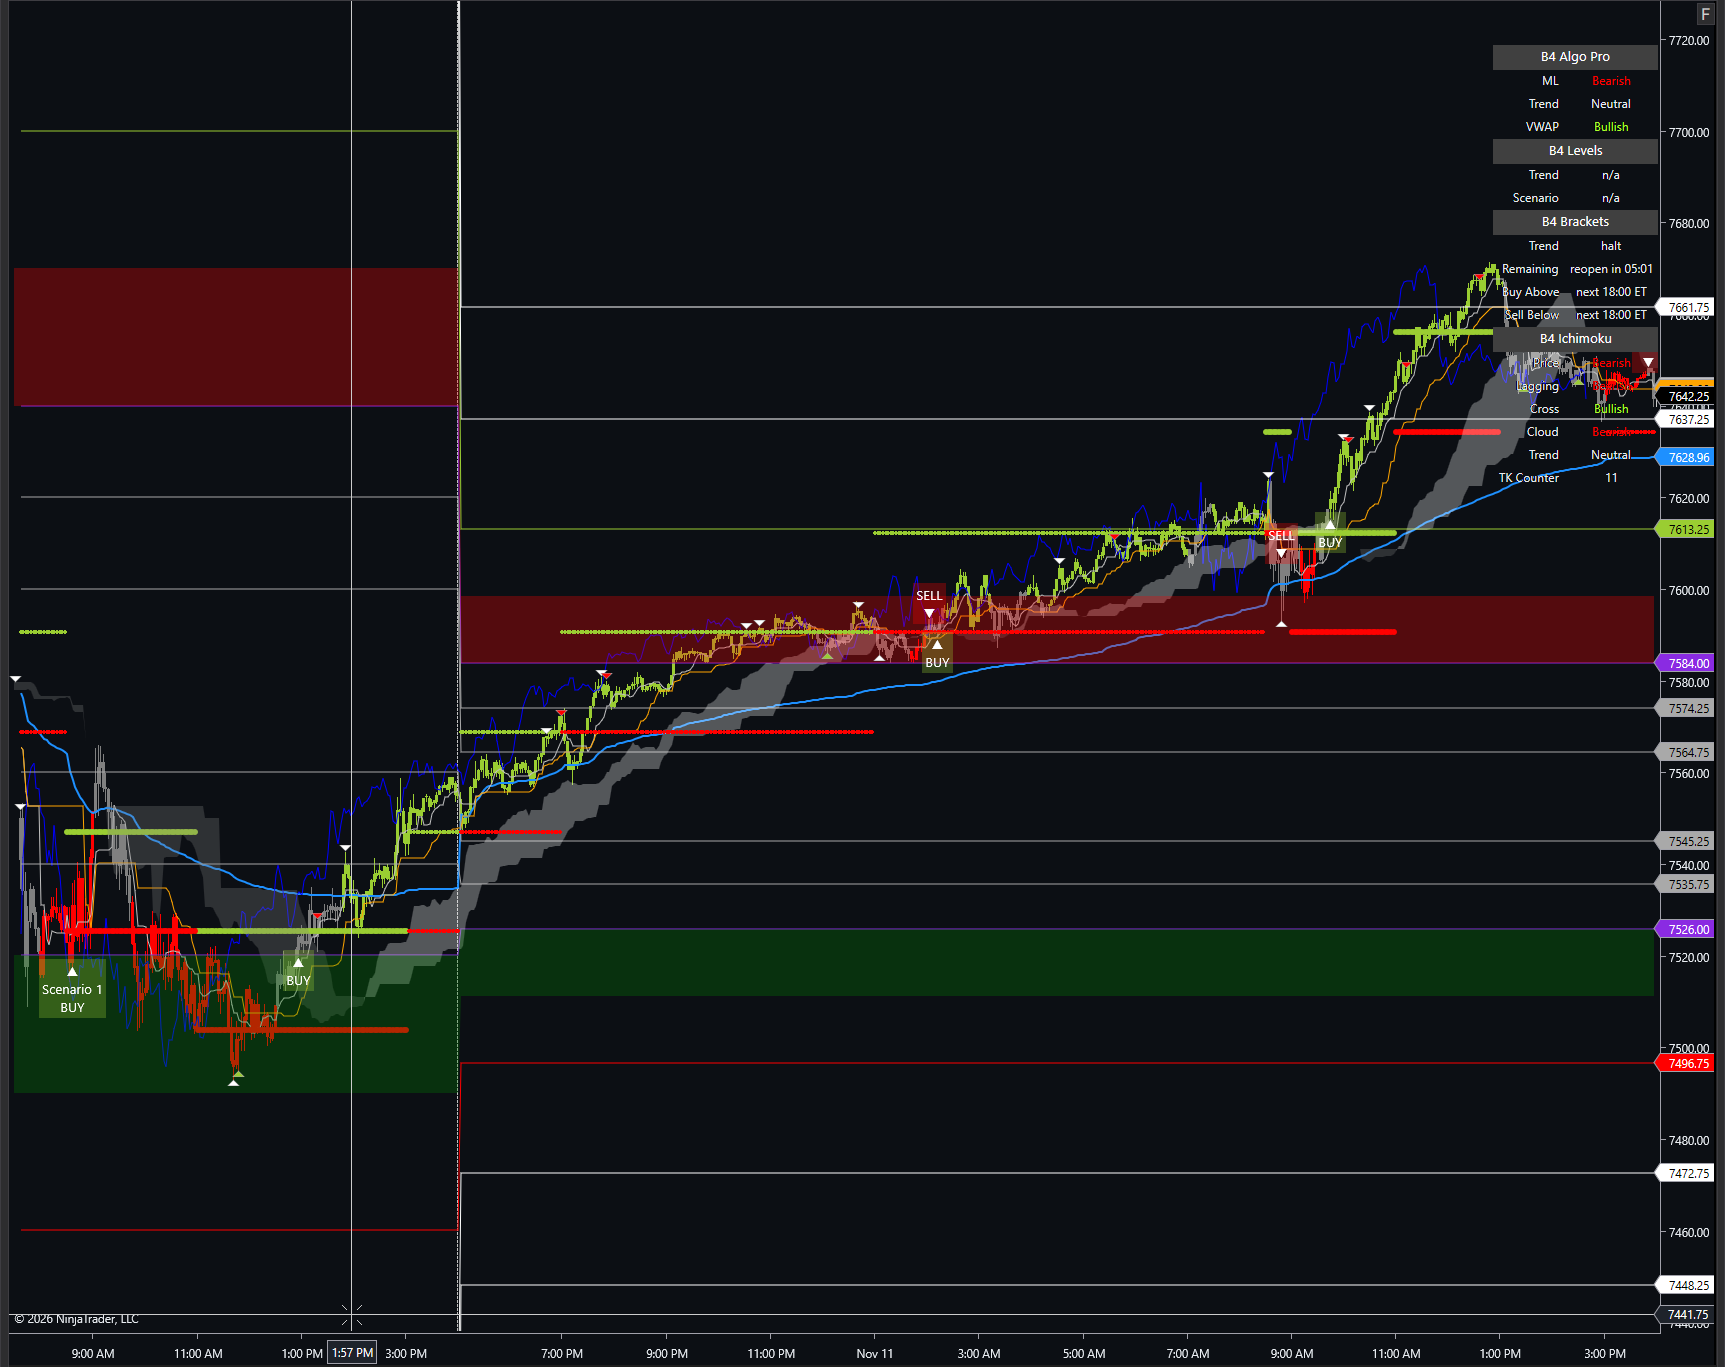 F
7720.00
B4 Algo Pro
ML Bearish
Trend Neutral
VWAP Bullish
7700.00
B4 Levels
Trend n/a
Scenario n/a
B4 Brackets
7680.00
Trend halt
Remaining reopen in 05:01
Buy Above next 18:00 ET
7661.75
Sell Below next 18:00 ET
7660.00
B4 Ichimoku
Price Bearish
Lagging
7642.25
Cross Bullish
7637.25
Cloud Bearish
Trend Neutral
7628.96
TK Counter 11
7620.00
7613.25
SELL
BUY
7600.00
SELL
BUY
7584.00
7580.00
7574.25
7564.75
7560.00
7545.25
7540.00
7535.75
7526.00
7520.00
BUY
Scenario 1
BUY
7500.00
7496.75
7480.00
7472.75
7460.00
7448.25
7441.75
7440.00
© 2026 NinjaTrader, LLC
9:00 AM 11:00 AM 1:00 PM 1:57 PM 3:00 PM 7:00 PM 9:00 PM 11:00 PM Nov 11 3:00 AM 5:00 AM 7:00 AM 9:00 AM 11:00 AM 1:00 PM 3:00 PM